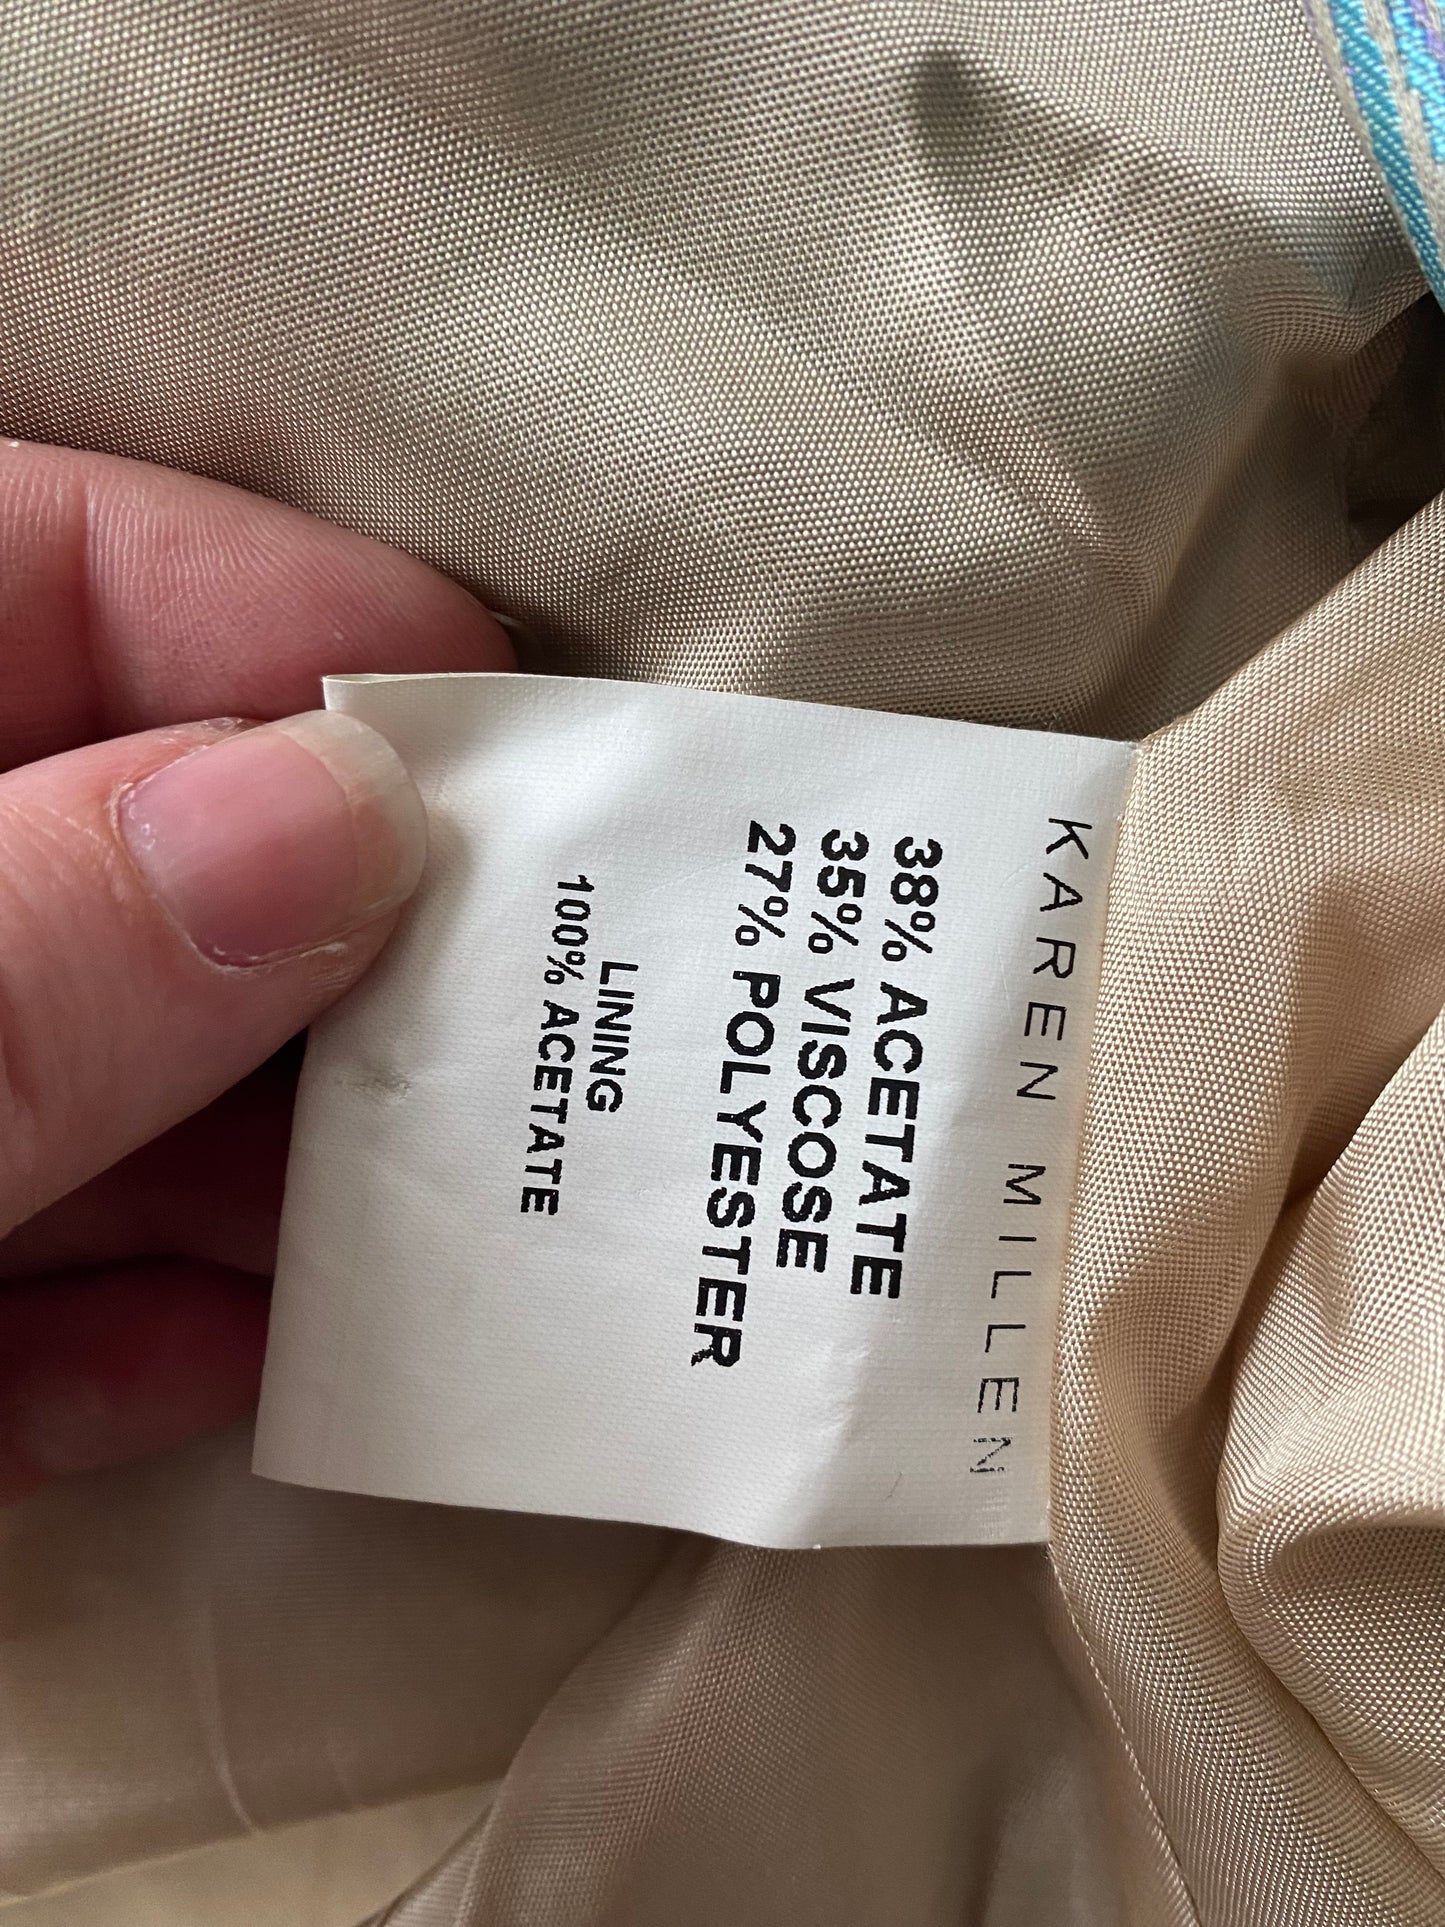 KAREN MILLEN
38% ACETATE
35% VISCOSE
27% POLYESTER
LINING
100% ACETATE